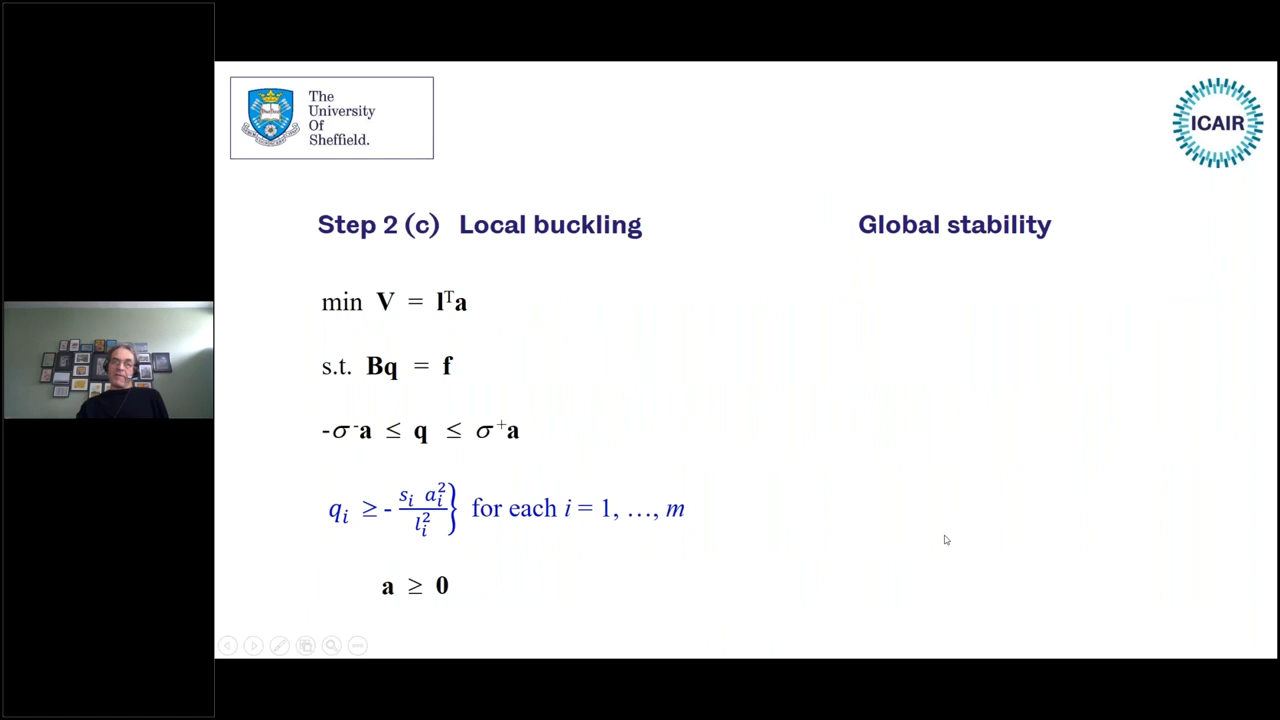 The
University
Of
Sheffield.
ICAIR
Step 2 (c) Local buckling
Global stability
min V = lᵀa
s.t. Bq = f
-σ⁻a ≤ q ≤ σ⁺a
qᵢ ≥ - sᵢ aᵢ² / lᵢ² } for each i = 1, …, m
a ≥ 0